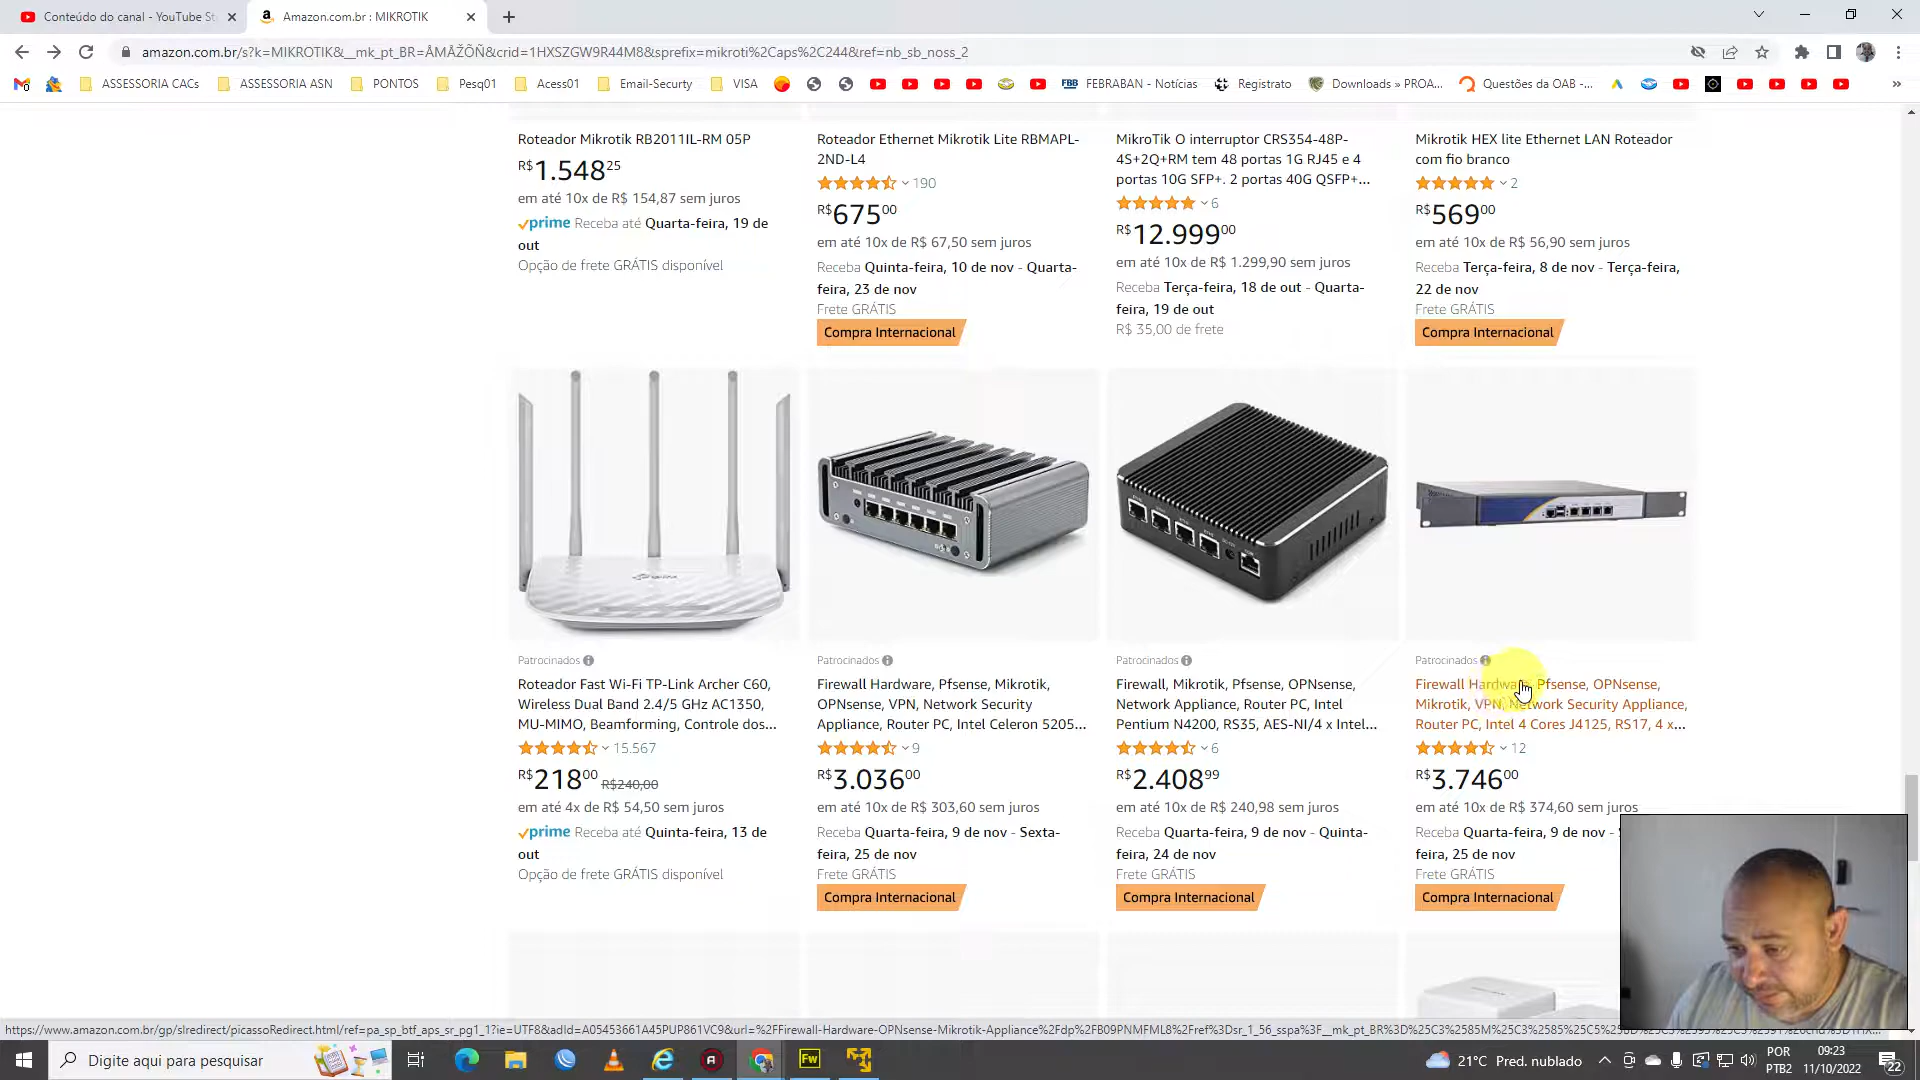 Conteúdo do canal - YouTube St
Amazon.com.br : MIKROTIK
amazon.com.br/s?k=MIKROTIK&__mk_pt_BR=ÅMÅŽÕÑ&crid=1HXSZGW9R44M8&sprefix=mikroti%2Caps%2C244&ref=nb_sb_noss_2
ASSESSORIA CACs
ASSESSORIA ASN
PONTOS
Pesq01
Acess01
Email-Securty
VISA
FEBRABAN - Notícias
Registrato
Downloads » PROA...
Questões da OAB -...
Roteador Mikrotik RB2011IL-RM 05P
R$1.548,25
em até 10x de R$ 154,87 sem juros
prime Receba até Quarta-feira, 19 de
out
Opção de frete GRÁTIS disponível
Roteador Ethernet Mikrotik Lite RBMAPL-
2ND-L4
190
R$675,00
em até 10x de R$ 67,50 sem juros
Receba Quinta-feira, 10 de nov - Quarta-
feira, 23 de nov
Frete GRÁTIS
Compra Internacional
MikroTik O interruptor CRS354-48P-
4S+2Q+RM tem 48 portas 1G RJ45 e 4
portas 10G SFP+. 2 portas 40G QSFP+...
6
R$12.999,00
em até 10x de R$ 1.299,90 sem juros
Receba Terça-feira, 18 de out - Quarta-
feira, 19 de out
R$ 35,00 de frete
Mikrotik HEX lite Ethernet LAN Roteador
com fio branco
2
R$569,00
em até 10x de R$ 56,90 sem juros
Receba Terça-feira, 8 de nov - Terça-feira,
22 de nov
Frete GRÁTIS
Compra Internacional
Patrocinados
Roteador Fast Wi-Fi TP-Link Archer C60,
Wireless Dual Band 2.4/5 GHz AC1350,
MU-MIMO, Beamforming, Controle dos...
15.567
R$218,00 R$240,00
em até 4x de R$ 54,50 sem juros
prime Receba até Quinta-feira, 13 de
out
Opção de frete GRÁTIS disponível
Patrocinados
Firewall Hardware, Pfsense, Mikrotik,
OPNsense, VPN, Network Security
Appliance, Router PC, Intel Celeron 5205...
9
R$3.036,00
em até 10x de R$ 303,60 sem juros
Receba Quarta-feira, 9 de nov - Sexta-
feira, 25 de nov
Frete GRÁTIS
Compra Internacional
Patrocinados
Firewall, Mikrotik, Pfsense, OPNsense,
Network Appliance, Router PC, Intel
Pentium N4200, RS35, AES-NI/4 x Intel...
6
R$2.408,99
em até 10x de R$ 240,98 sem juros
Receba Quarta-feira, 9 de nov - Quinta-
feira, 24 de nov
Frete GRÁTIS
Compra Internacional
Patrocinados
Firewall Hardware, Pfsense, OPNsense,
Mikrotik, VPN, Network Security Appliance,
Router PC, Intel 4 Cores J4125, RS17, 4 x...
12
R$3.746,00
em até 10x de R$ 374,60 sem juros
Receba Quarta-feira, 9 de nov -
feira, 25 de nov
Frete GRÁTIS
Compra Internacional
Digite aqui para pesquisar
Fw
21°C Pred. nublado
POR
PTB2
09:23
11/10/2022
22